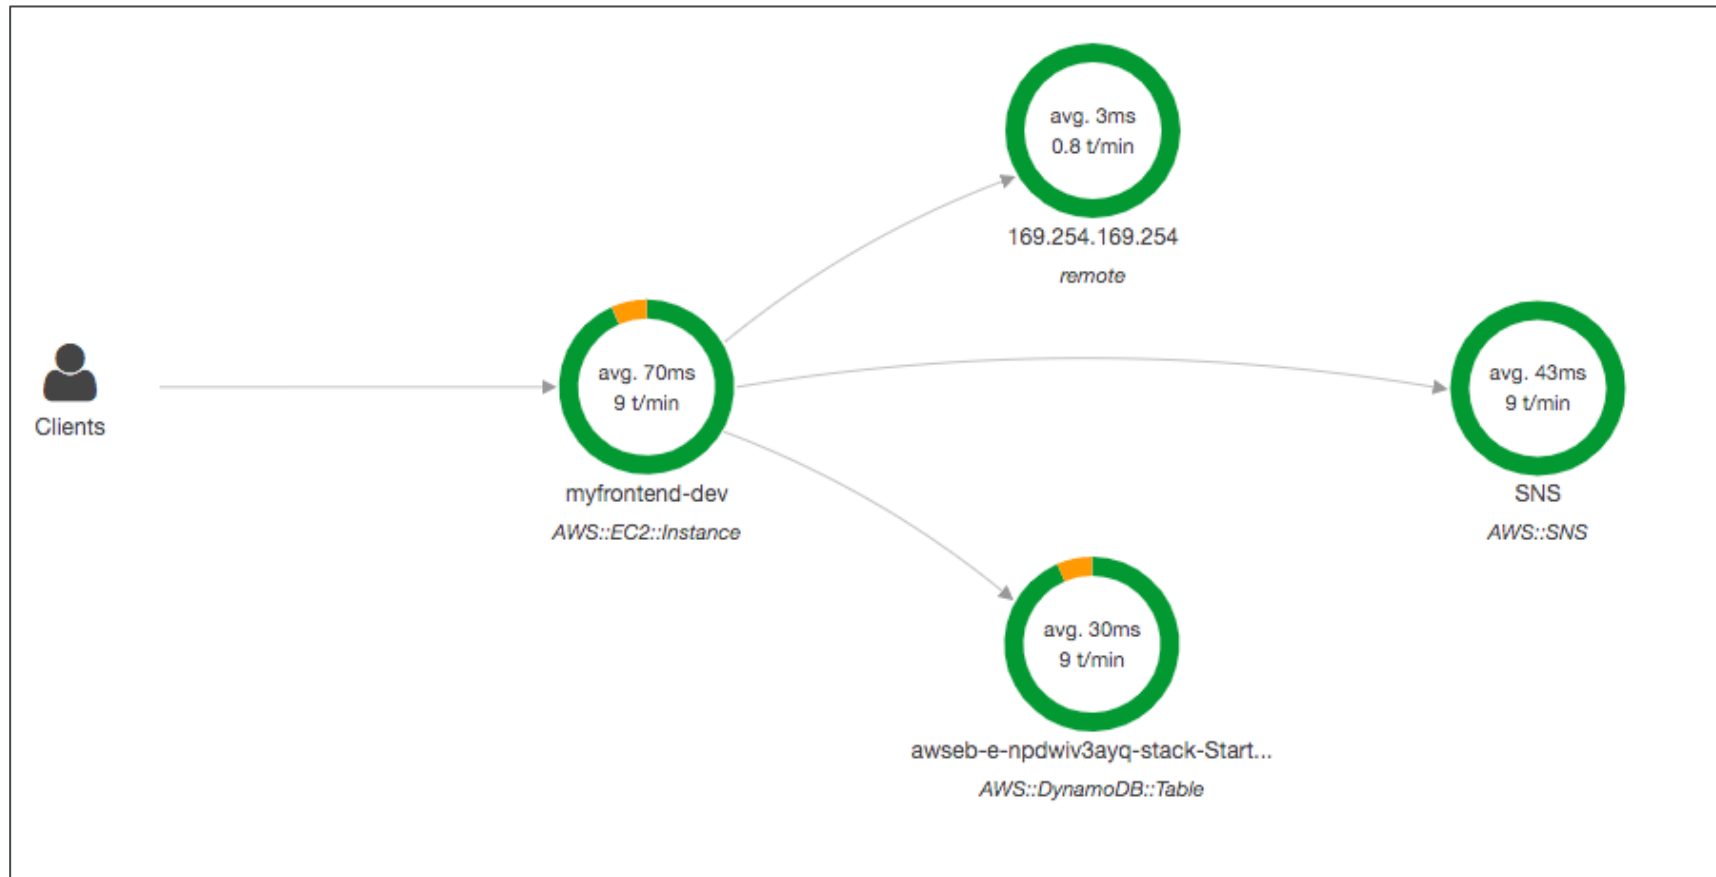 avg. 3ms
0.8 t/min
169.254.169.254
remote
Clients
avg. 70ms
9 t/min
myfrontend-dev
AWS::EC2::Instance
avg. 43ms
9 t/min
SNS
AWS::SNS
avg. 30ms
9 t/min
awseb-e-npdwiv3ayq-stack-Start...
AWS::DynamoDB::Table